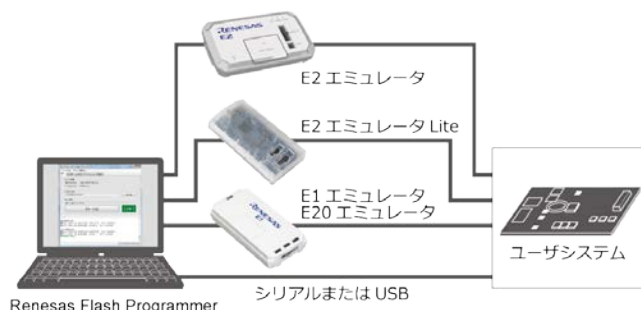 RENESAS
E2
E2 エミュレータ
E2 エミュレータ Lite
RENESAS
E1
E1 エミュレータ
E20 エミュレータ
ユーザシステム
シリアルまたは USB
Renesas Flash Programmer